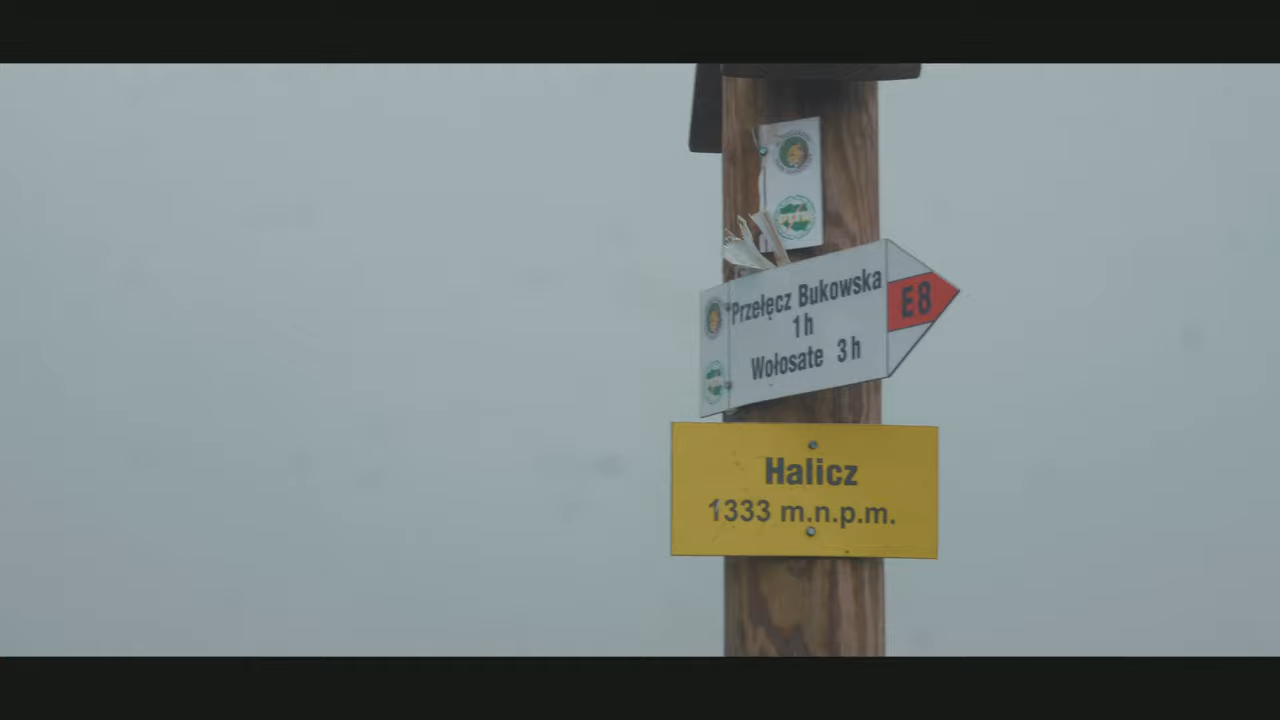 Przełęcz Bukowska
1 h
Wołosate 3 h
E8
Halicz
1333 m.n.p.m.